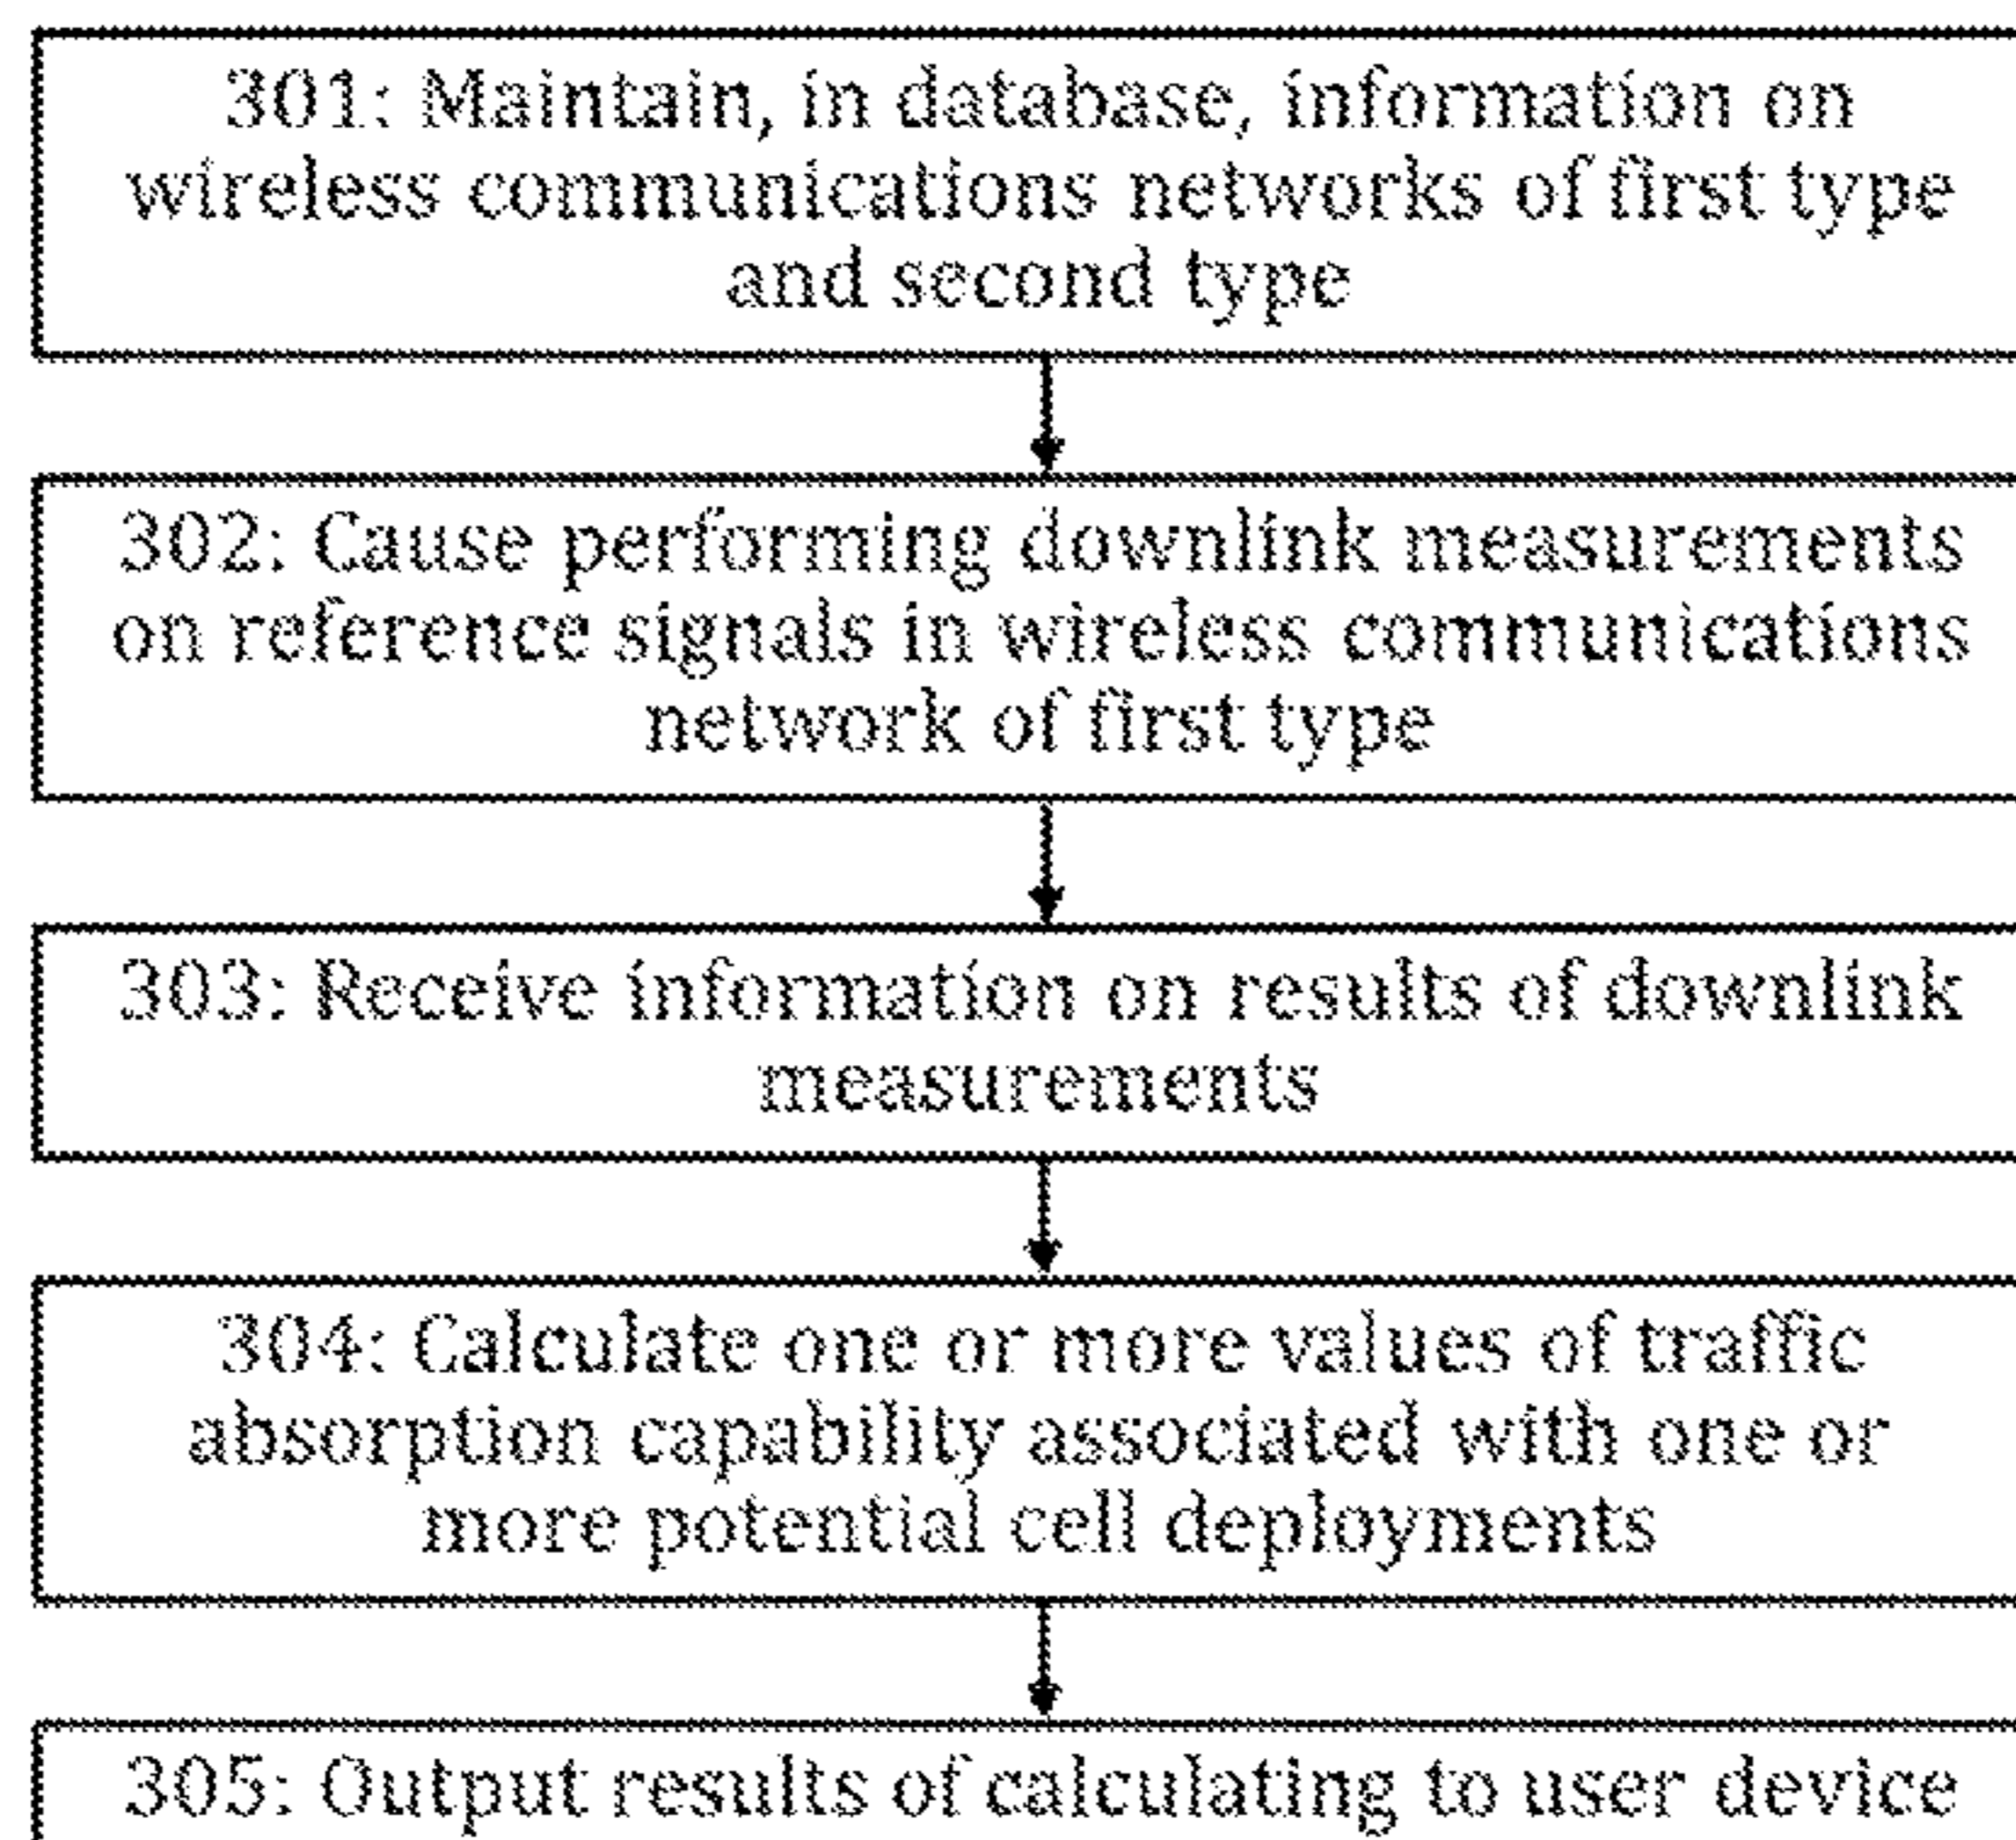 301: Maintain, in database, information on
wireless communications networks of first type
and second type
302: Cause performing downlink measurements
on reference signals in wireless communications
network of first type
303: Receive information on results of downlink
measurements
304: Calculate one or more values of traffic
absorption capability associated with one or
more potential cell deployments
305: Output results of calculating to user device